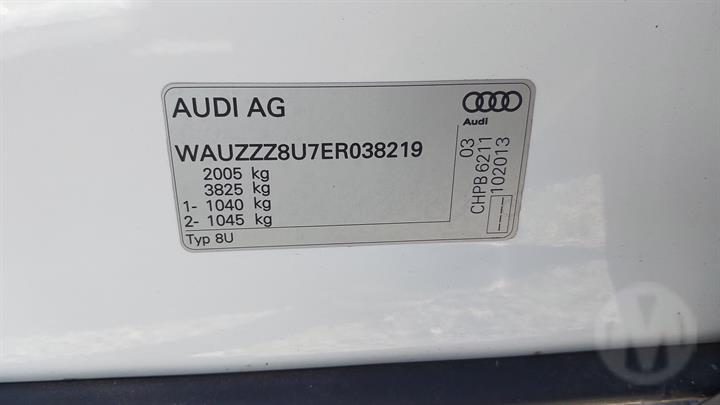 AUDI AG
Audi
WAUZZZ8U7ER038219
2005 kg
3825 kg
1- 1040 kg
2- 1045 kg
Typ 8U
03
CHPB 6211
102013
M